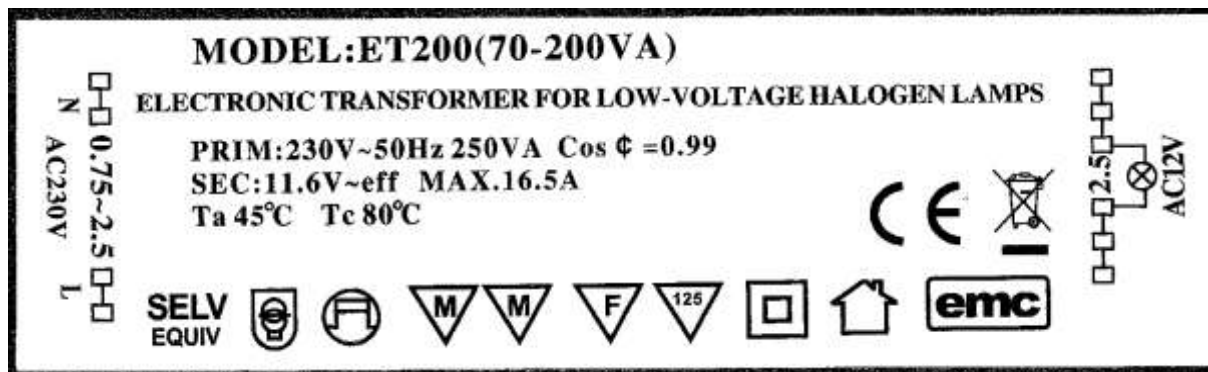 MODEL:ET200(70-200VA)
ELECTRONIC TRANSFORMER FOR LOW-VOLTAGE HALOGEN LAMPS
PRIM:230V~50Hz 250VA Cos ¢ =0.99
SEC:11.6V~eff MAX.16.5A
Ta 45℃ Tc 80℃
N
AC230V
L
0.75~2.5
2.5
AC12V
CE
SELV
EQUIV
M
M
F
125
emc